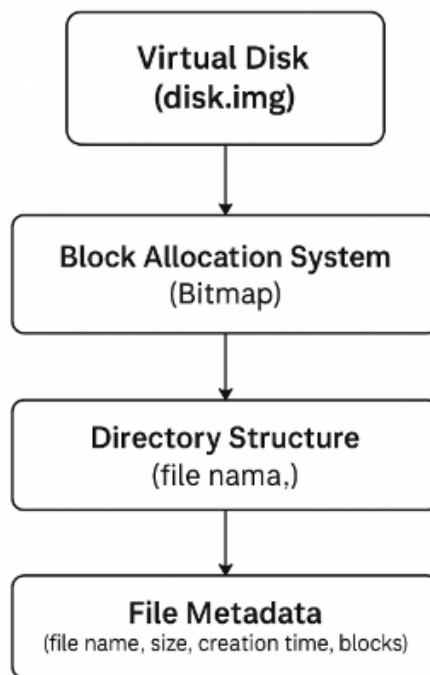 Virtual Disk
(disk.img)
Block Allocation System
(Bitmap)
Directory Structure
(file nama,)
File Metadata
(file name, size, creation time, blocks)